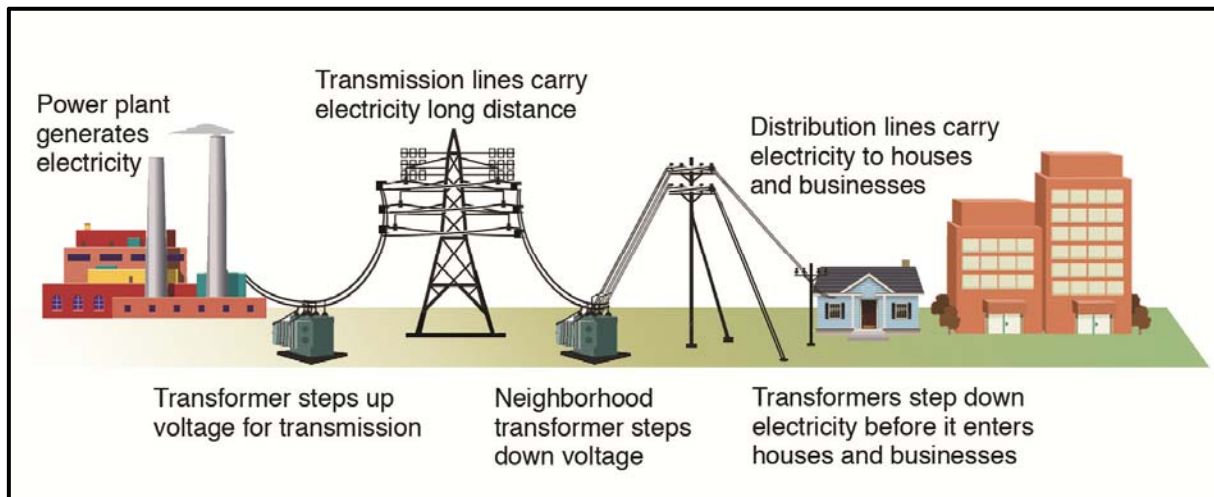 Power plant
generates
electricity
Transmission lines carry
electricity long distance
Distribution lines carry
electricity to houses
and businesses
Transformer steps up
voltage for transmission
Neighborhood
transformer steps
down voltage
Transformers step down
electricity before it enters
houses and businesses